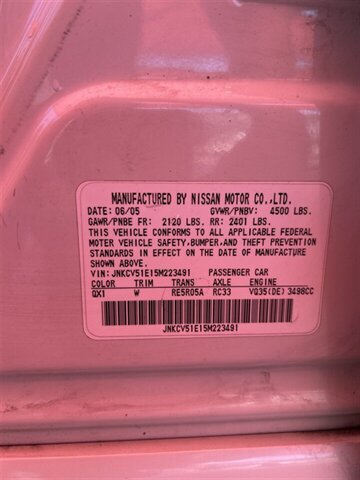 MANUFACTURED BY NISSAN MOTOR CO.,LTD.
DATE: 06/05 GVWR/PNBV: 4500 LBS.
GAWR/PNBE FR: 2120 LBS. RR: 2401 LBS.
THIS VEHICLE CONFORMS TO ALL APPLICABLE FEDERAL
MOTOR VEHICLE SAFETY,BUMPER,AND THEFT PREVENTION
STANDARDS IN EFFECT ON THE DATE OF MANUFACTURE
SHOWN ABOVE.
VIN: JNKCV51E15M223491 PASSENGER CAR
COLOR TRIM TRANS AXLE ENGINE
QX1 W RE5R05A RC33 VQ35(DE) 3498CC
JNKCV51E15M223491